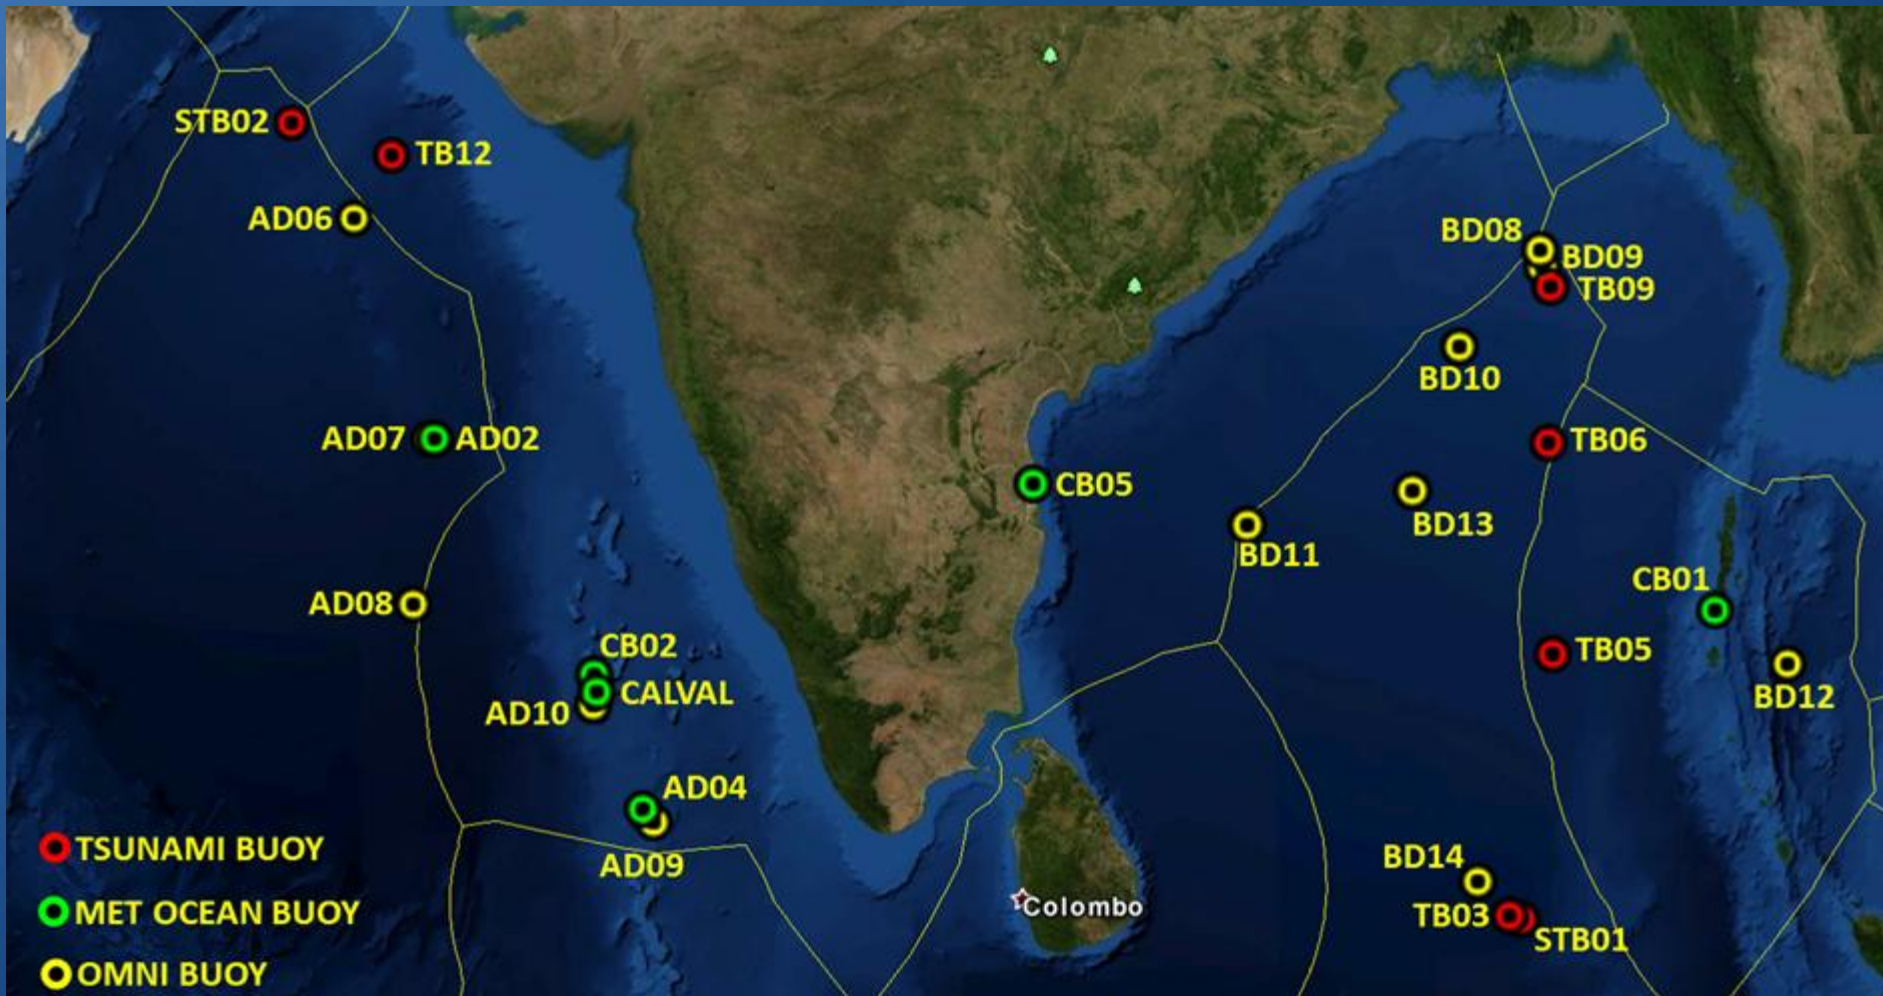 STB02
TB12
AD06
BD08
BD09
TB09
BD10
AD07
AD02
TB06
CB05
BD13
BD11
CB01
AD08
CB02
TB05
CALVAL
BD12
AD10
AD04
AD09
BD14
Colombo
TB03
STB01
TSUNAMI BUOY
MET OCEAN BUOY
OMNI BUOY